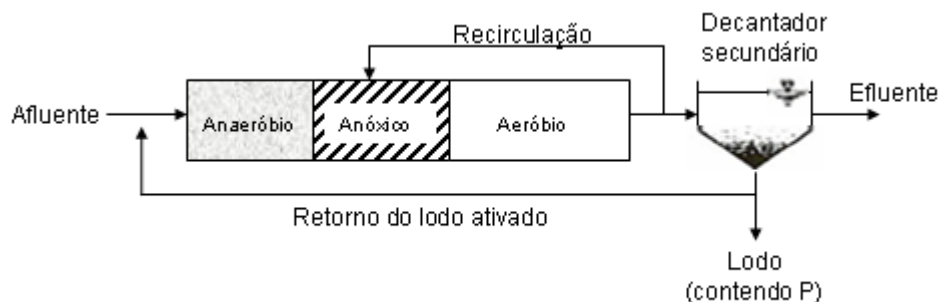 Recirculação
Decantador
secundário
Afluente
Anaeróbio
Anóxico
Aeróbio
Efluente
Retorno do lodo ativado
Lodo
(contendo P)